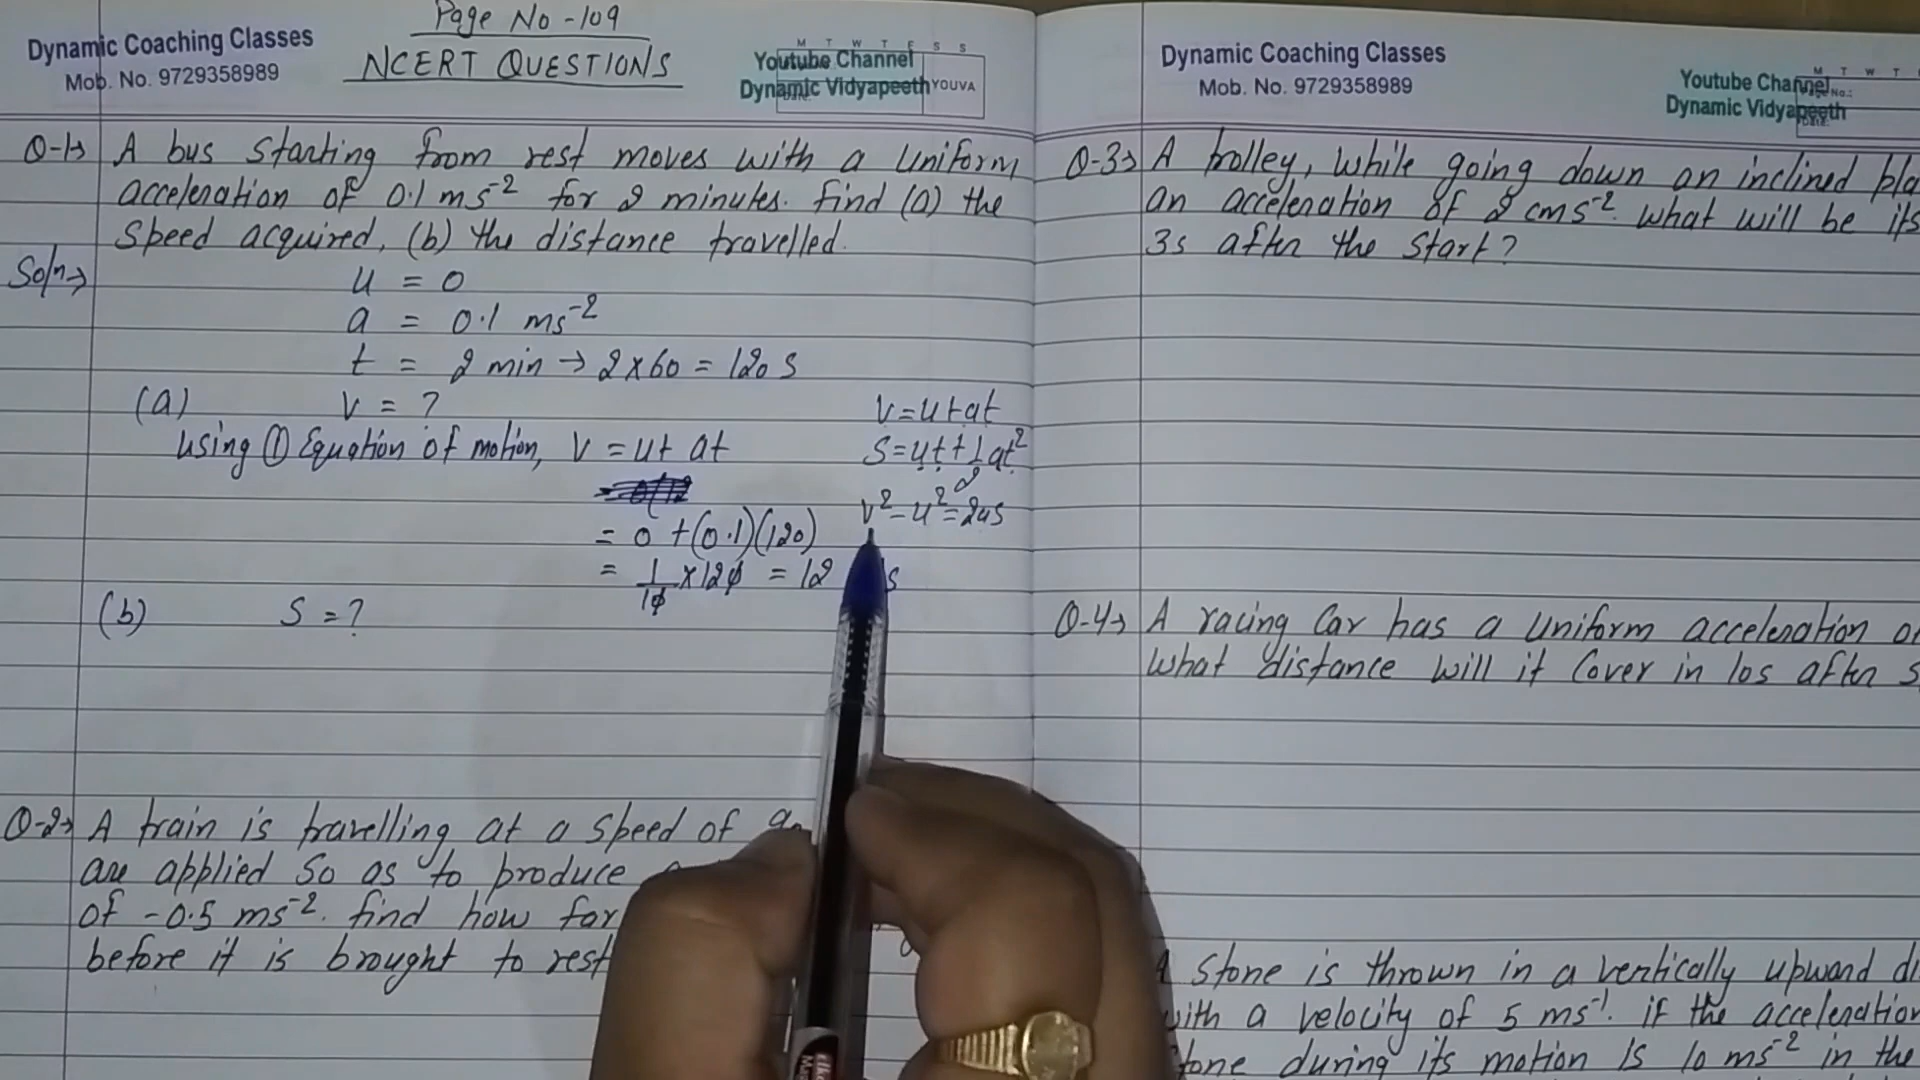 Page No - 109
NCERT QUESTIONS
Dynamic Coaching Classes
Mob. No. 9729358989
M T W T F S S
Youtube Channel
Dynamic Vidyapeeth
YOUVA
Q-1→ A bus starting from rest moves with a uniform
acceleration of 0.1 ms⁻² for 2 minutes. find (a) the
speed acquired, (b) the distance travelled.
Soln→ u = 0
a = 0.1 ms⁻²
t = 2 min → 2×60 = 120 s
(a) v = ?
using ① Equation of motion, v = u+ at
= 0 +(0.1)(120)
= 1/10 ×120 = 12
s
v=u+at
s=ut+1/2 at²
v²-u²=2as
(b) s = ?
Q-2→ A train is travelling at a speed of
are applied so as to produce
of -0.5 ms⁻². find how far
before it is brought to rest
Dynamic Coaching Classes
Mob. No. 9729358989
M T W T
Youtube Channel
Dynamic Vidyapeeth
Q-3→ A trolley, while going down an inclined pla
an acceleration of 2 cms⁻². what will be its
3s after the start?
Q-4→ A racing car has a uniform acceleration o
what distance will it cover in 10s after s
Stone is thrown in a vertically upward di
with a velocity of 5 ms⁻¹. if the acceleration
stone during its motion is 10 ms⁻² in the